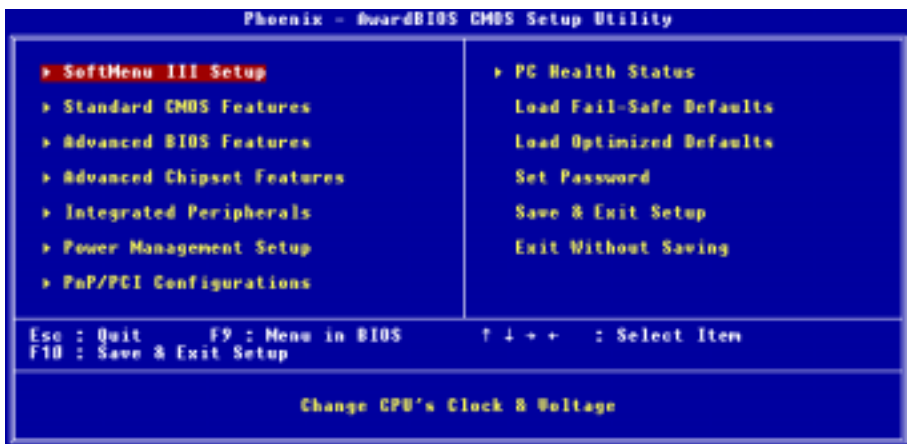 Phoenix - AwardBIOS CMOS Setup Utility
▸ SoftMenu III Setup
▸ Standard CMOS Features
▸ Advanced BIOS Features
▸ Advanced Chipset Features
▸ Integrated Peripherals
▸ Power Management Setup
▸ PnP/PCI Configurations
▸ PC Health Status
Load Fail-Safe Defaults
Load Optimized Defaults
Set Password
Save & Exit Setup
Exit Without Saving
Esc : Quit F9 : Menu in BIOS ↑ ↓ → ← : Select Item
F10 : Save & Exit Setup
Change CPU's Clock & Voltage